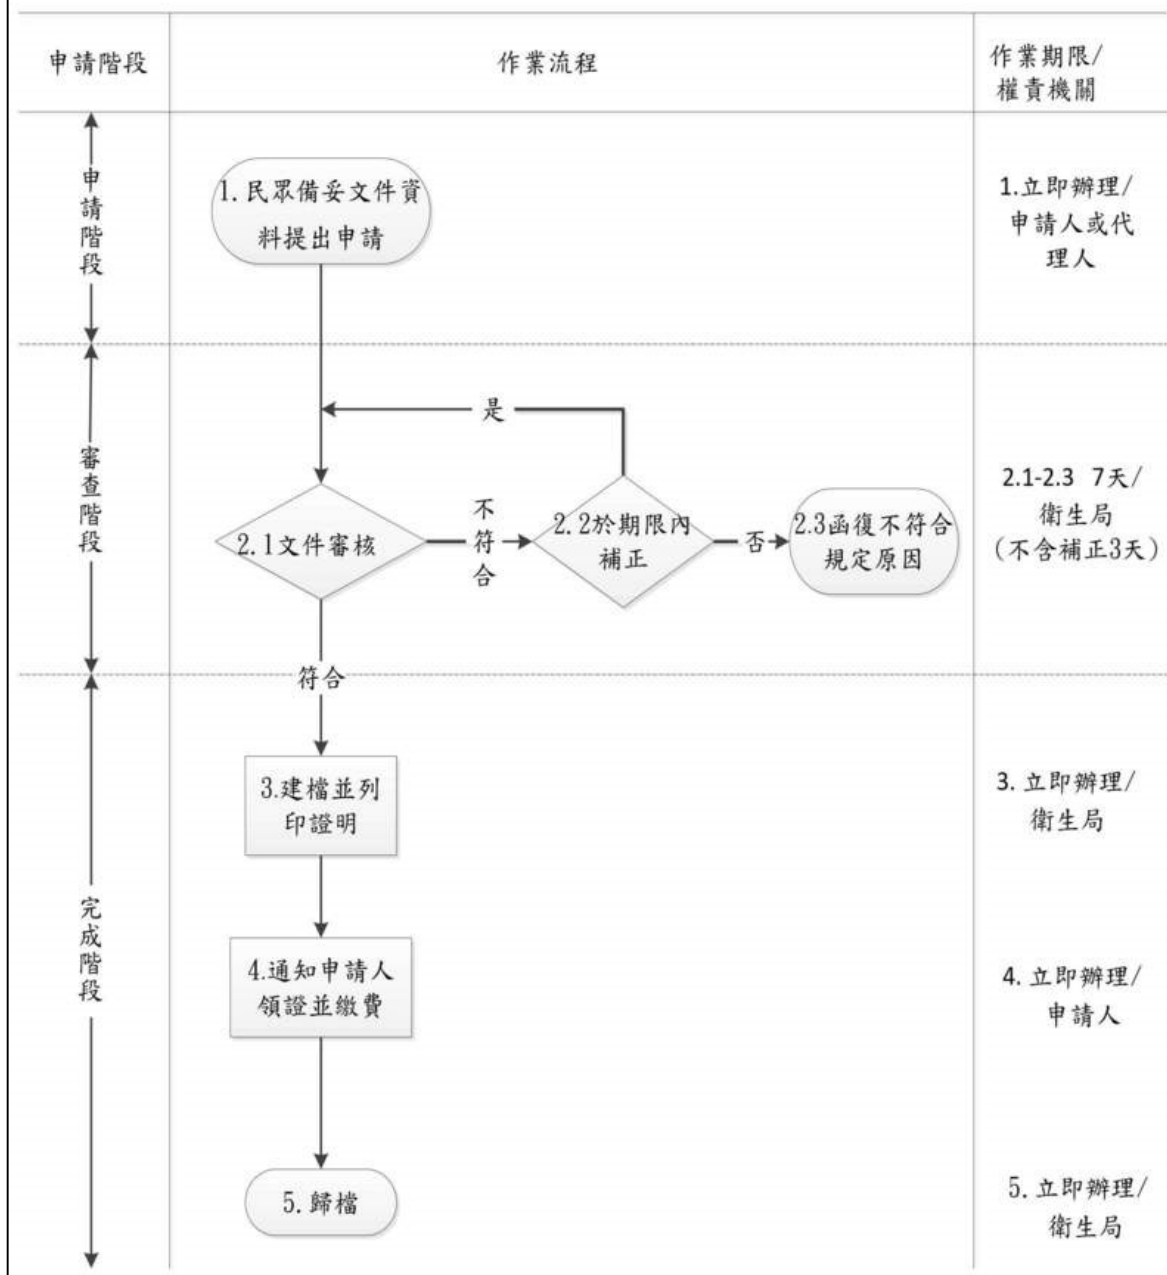 申請階段
作業流程
作業期限/
權責機關
申請階段
1. 民眾備妥文件資
料提出申請
1.立即辦理/
申請人或代
理人
是
審查階段
2.1文件審核
不符合
2.2於期限內
補正
否
2.3函復不符合
規定原因
2.1-2.3 7天/
衛生局
(不含補正3天)
符合
完成階段
3.建檔並列
印證明
3. 立即辦理/
衛生局
4.通知申請人
領證並繳費
4. 立即辦理/
申請人
5. 歸檔
5. 立即辦理/
衛生局